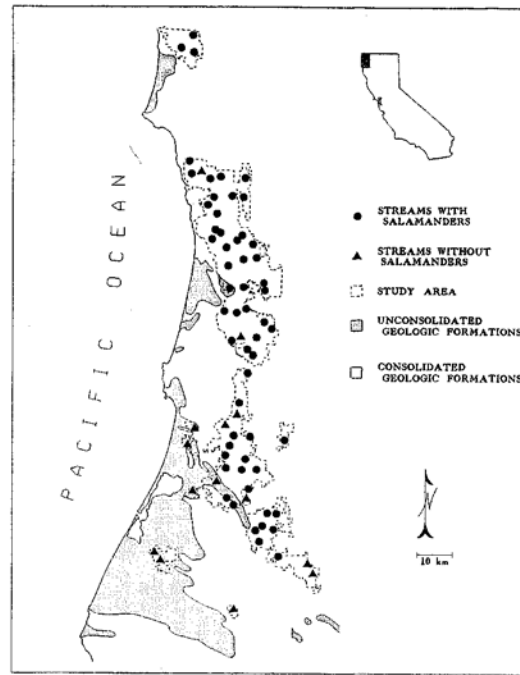 PACIFIC OCEAN
STREAMS WITH
SALAMANDERS
STREAMS WITHOUT
SALAMANDERS
STUDY AREA
UNCONSOLIDATED
GEOLOGIC FORMATIONS
CONSOLIDATED
GEOLOGIC FORMATIONS
N
10 km